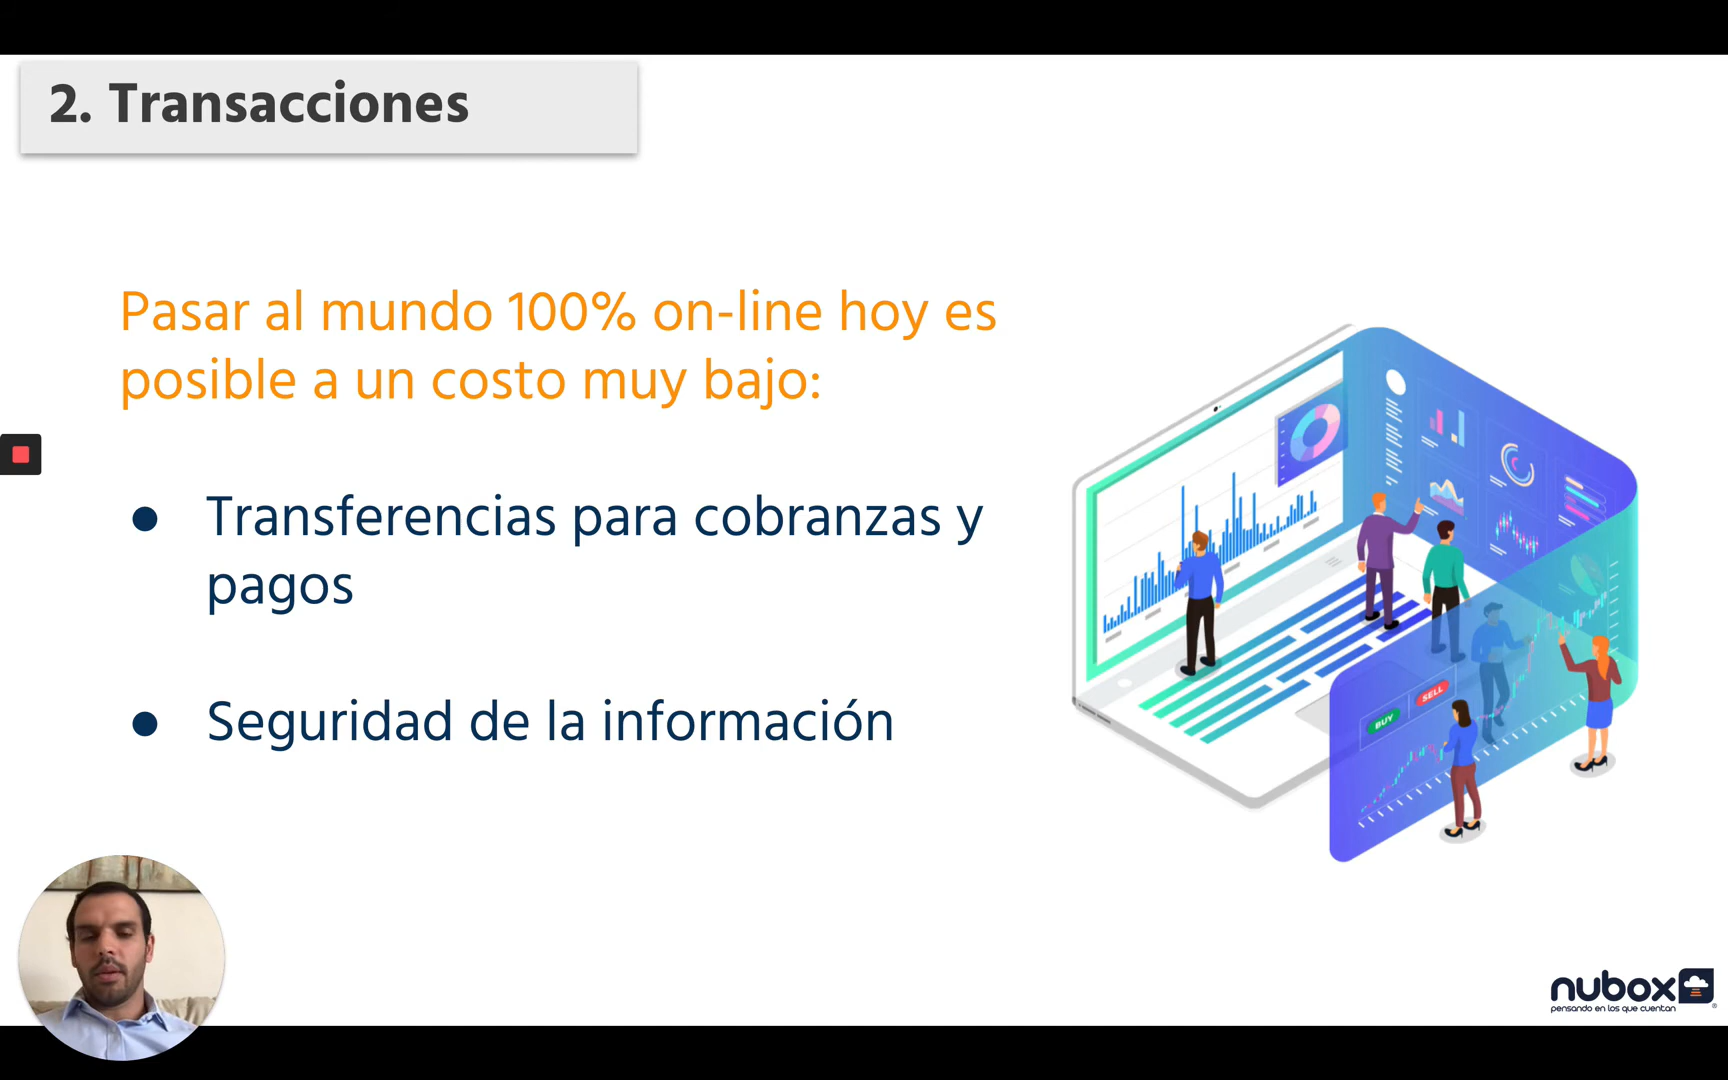 2. Transacciones
Pasar al mundo 100% on-line hoy es
posible a un costo muy bajo:
● Transferencias para cobranzas y
pagos
● Seguridad de la información
SELL
BUY
nubox
pensando en los que cuentan